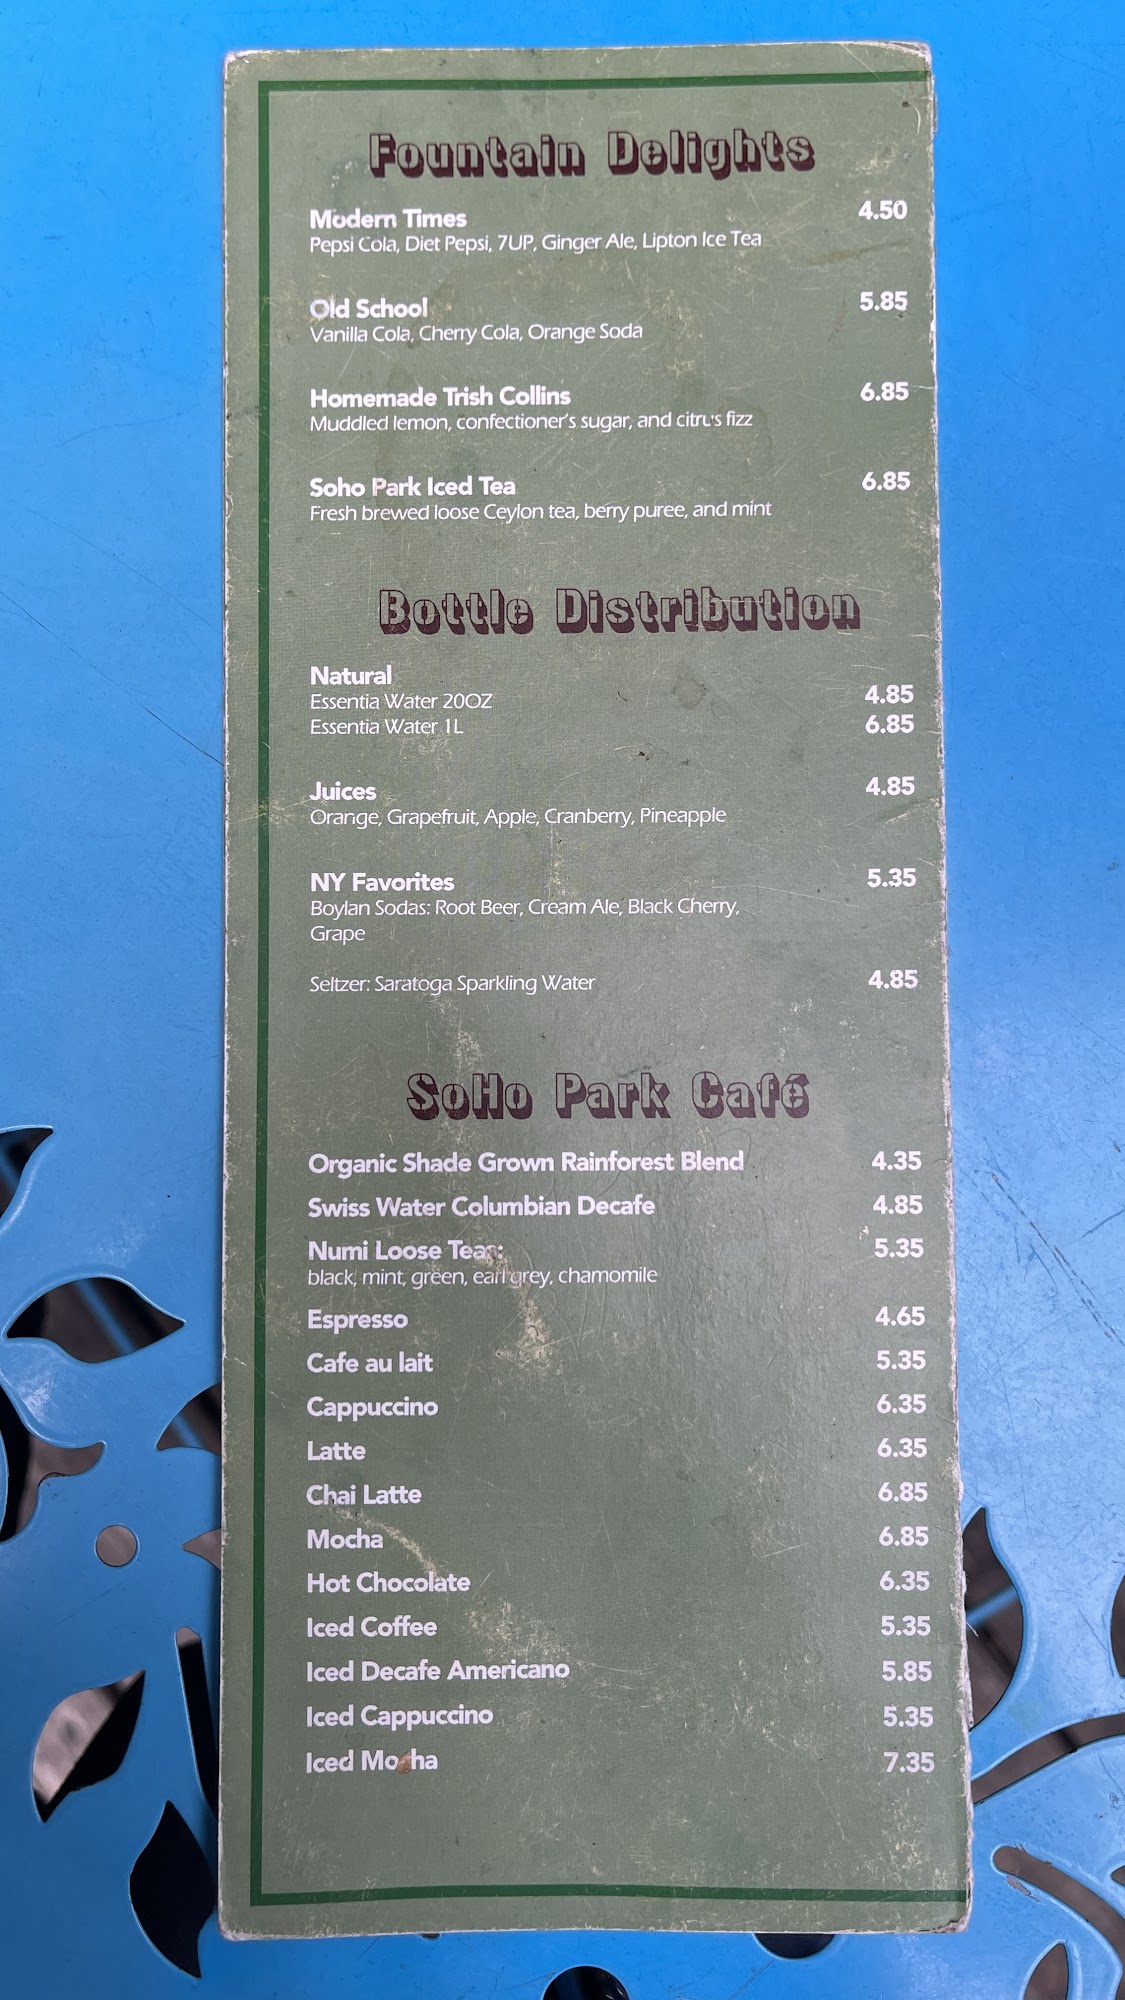 Fountain Delights
Modern Times 4.50
Pepsi Cola, Diet Pepsi, 7UP, Ginger Ale, Lipton Ice Tea
Old School 5.85
Vanilla Cola, Cherry Cola, Orange Soda
Homemade Trish Collins 6.85
Muddled lemon, confectioner's sugar, and citrus fizz
Soho Park Iced Tea 6.85
Fresh brewed loose Ceylon tea, berry puree, and mint
Bottle Distribution
Natural
Essentia Water 20OZ 4.85
Essentia Water 1L 6.85
Juices 4.85
Orange, Grapefruit, Apple, Cranberry, Pineapple
NY Favorites 5.35
Boylan Sodas: Root Beer, Cream Ale, Black Cherry,
Grape
Seltzer: Saratoga Sparkling Water 4.85
SoHo Park Café
Organic Shade Grown Rainforest Blend 4.35
Swiss Water Columbian Decafe 4.85
Numi Loose Teas: 5.35
black, mint, green, earl grey, chamomile
Espresso 4.65
Cafe au lait 5.35
Cappuccino 6.35
Latte 6.35
Chai Latte 6.85
Mocha 6.85
Hot Chocolate 6.35
Iced Coffee 5.35
Iced Decafe Americano 5.85
Iced Cappuccino 5.35
Iced Mocha 7.35